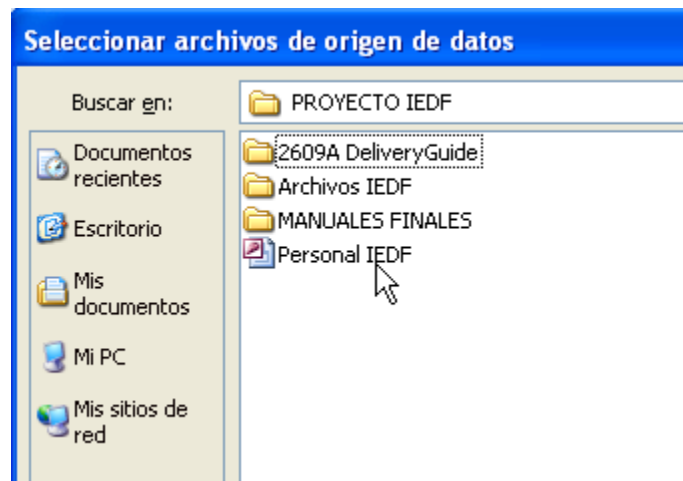 Seleccionar archivos de origen de datos
Buscar en:
PROYECTO IEDF
Documentos
recientes
Escritorio
Mis
documentos
Mi PC
Mis sitios de
red
2609A DeliveryGuide
Archivos IEDF
MANUALES FINALES
Personal IEDF